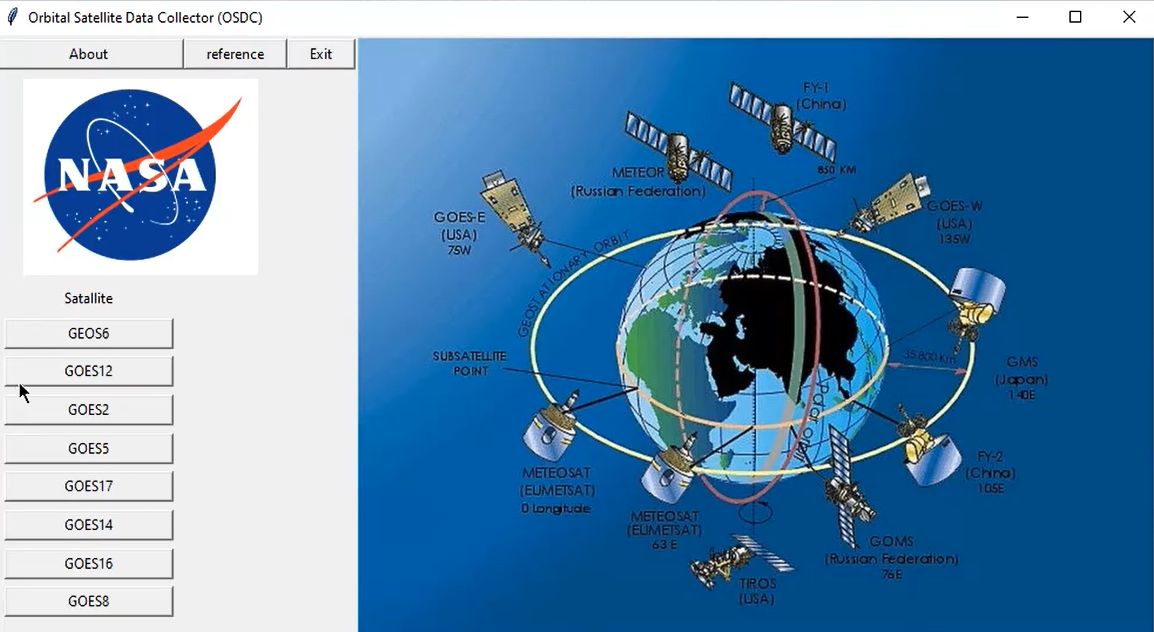 Orbital Satellite Data Collector (OSDC)
About
reference
Exit
NASA
Satallite
GEOS6
GOES12
GOES2
GOES5
GOES17
GOES14
GOES16
GOES8
FY-1
(China)
850 KM
METEOR
(Russian Federation)
GOES-E
(USA)
75W
GOES-W
(USA)
135W
GEOSTATIONARY ORBIT
SUBSATELLITE
POINT
35 800 Km
GMS
(Japan)
140E
METEOSAT
(EUMETSAT)
0 Longitude
METEOSAT
(EUMETSAT)
63 E
FY-2
(China)
105E
GOMS
(Russian Federation)
76E
TIROS
(USA)